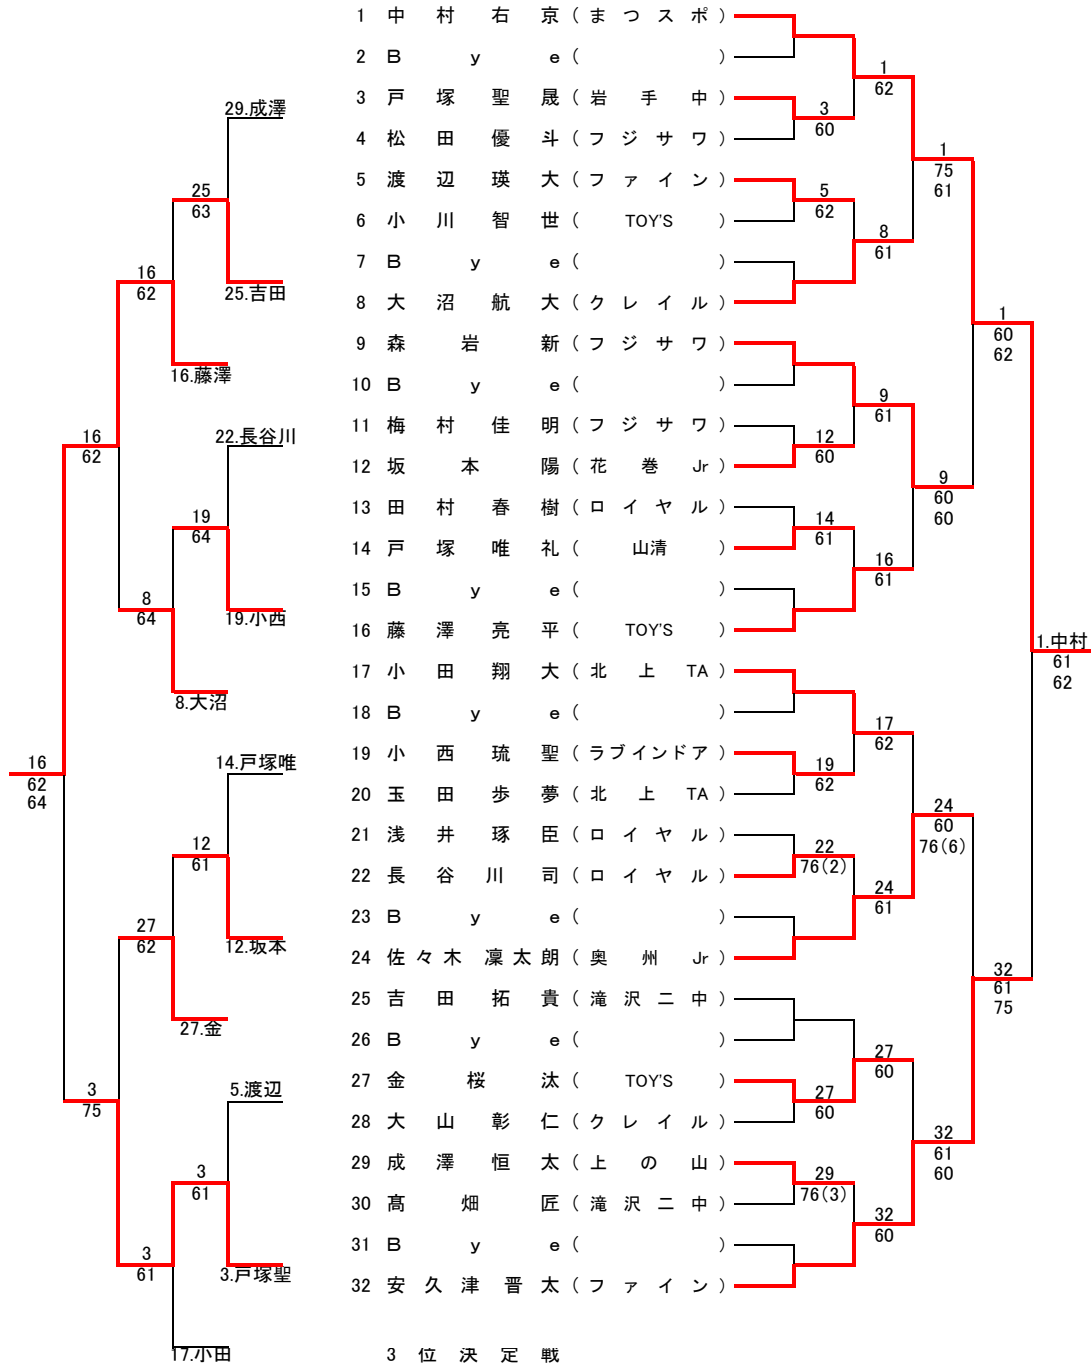 1 中村右京(まつスポ)
2 Bye( )
3 戸塚聖晟(岩手中)
4 松田優斗(フジサワ)
5 渡辺瑛大(ファイン)
6 小川智世(TOY'S)
7 Bye( )
8 大沼航大(クレイル)
9 森岩新(フジサワ)
10 Bye( )
11 梅村佳明(フジサワ)
12 坂本陽(花巻Jr)
13 田村春樹(ロイヤル)
14 戸塚唯礼(山清)
15 Bye( )
16 藤澤亮平(TOY'S)
17 小田翔大(北上TA)
18 Bye( )
19 小西琉聖(ラブインドア)
20 玉田歩夢(北上TA)
21 浅井琢臣(ロイヤル)
22 長谷川司(ロイヤル)
23 Bye( )
24 佐々木凜太朗(奥州Jr)
25 吉田拓貴(滝沢二中)
26 Bye( )
27 金桜汰(TOY'S)
28 大山彰仁(クレイル)
29 成澤恒太(上の山)
30 髙畑匠(滝沢二中)
31 Bye( )
32 安久津晋太(ファイン)
3位決定戦
3
60
5
62
12
60
14
61
19
62
22
76(2)
27
60
29
76(3)
1
62
8
61
9
61
16
61
17
62
24
61
27
60
32
60
1
75
61
9
60
60
24
60
76(6)
32
61
60
1
60
62
32
61
75
1.中村
61
62
29.成澤
25.吉田
22.長谷川
19.小西
14.戸塚唯
12.坂本
5.渡辺
3.戸塚聖
25
63
19
64
12
61
3
61
16.藤澤
8.大沼
27.金
17.小田
16
62
8
64
27
62
3
61
16
62
3
75
16
62
64